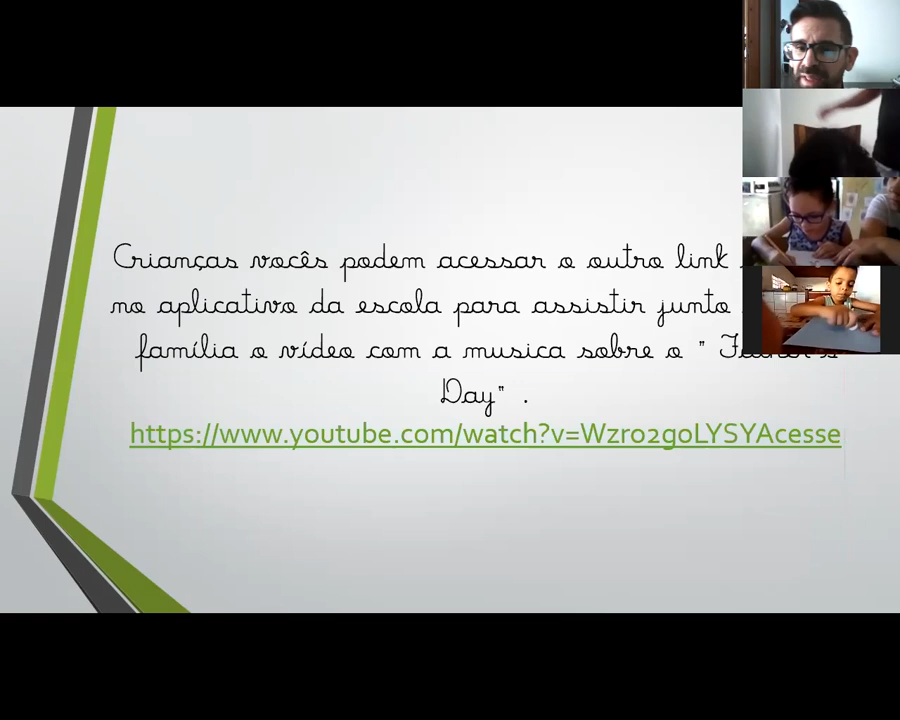 Crianças vocês podem acessar o outro link
no aplicativo da escola para assistir junto
família o vídeo com a musica sobre o "
Day" .
https://www.youtube.com/watch?v=Wzro2goLYSYAcesse